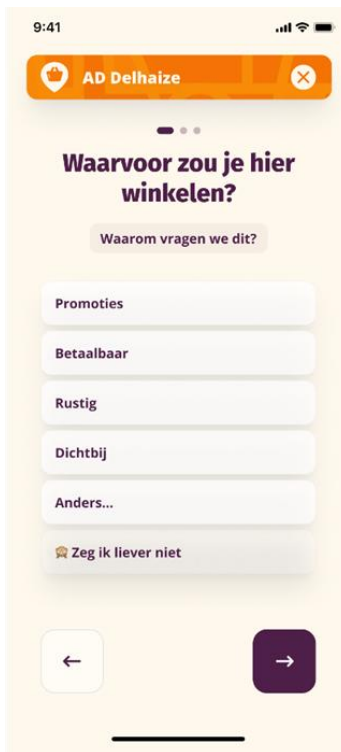 9:41
AD Delhaize
Waarvoor zou je hier
winkelen?
Waarom vragen we dit?
Promoties
Betaalbaar
Rustig
Dichtbij
Anders...
🙈 Zeg ik liever niet